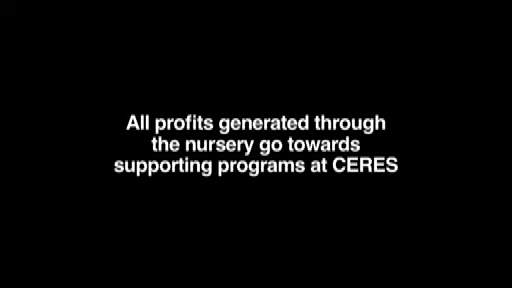 All profits generated through
the nursery go towards
supporting programs at CERES